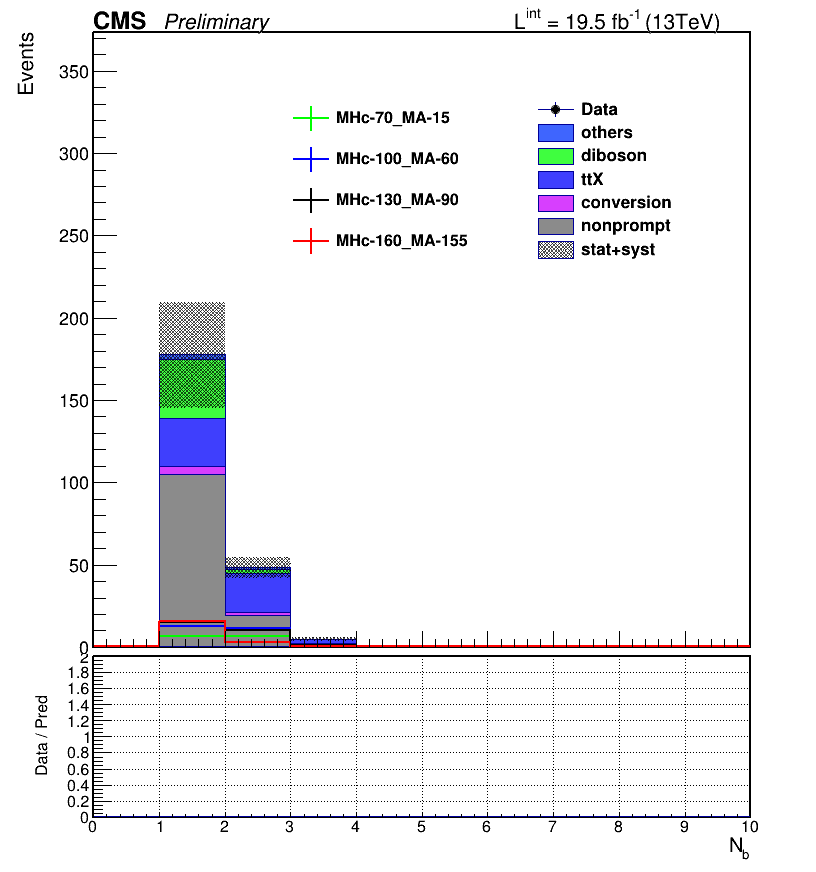 CMS Preliminary L^int = 19.5 fb^-1 (13TeV)
Events
350
300
250
200
150
100
50
0
MHc-70_MA-15
MHc-100_MA-60
MHc-130_MA-90
MHc-160_MA-155
Data
others
diboson
ttX
conversion
nonprompt
stat+syst
Data / Pred
2
1.8
1.6
1.4
1.2
1
0.8
0.6
0.4
0.2
0
0 1 2 3 4 5 6 7 8 9 10
N_b